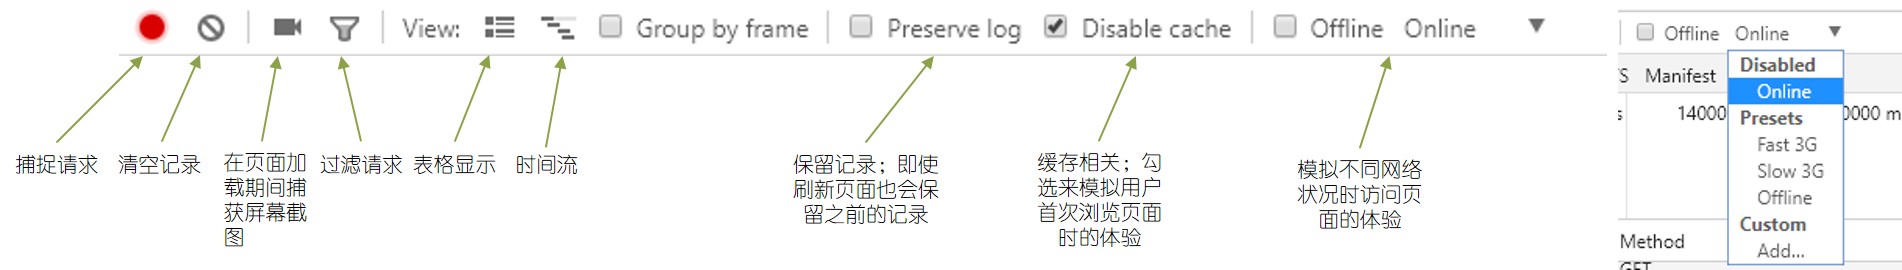 View:
Group by frame
Preserve log
Disable cache
Offline
Online
捕捉请求
清空记录
在页面加
载期间捕
获屏幕截
图
过滤请求
表格显示
时间流
保留记录；即使
刷新页面也会保
留之前的记录
缓存相关；勾
选来模拟用户
首次浏览页面
时的体验
模拟不同网络
状况时访问页
面的体验
Offline
Online
S Manifest
Disabled
Online
s 14000
0000 m
Presets
Fast 3G
Slow 3G
Offline
Custom
Add...
Method
GET